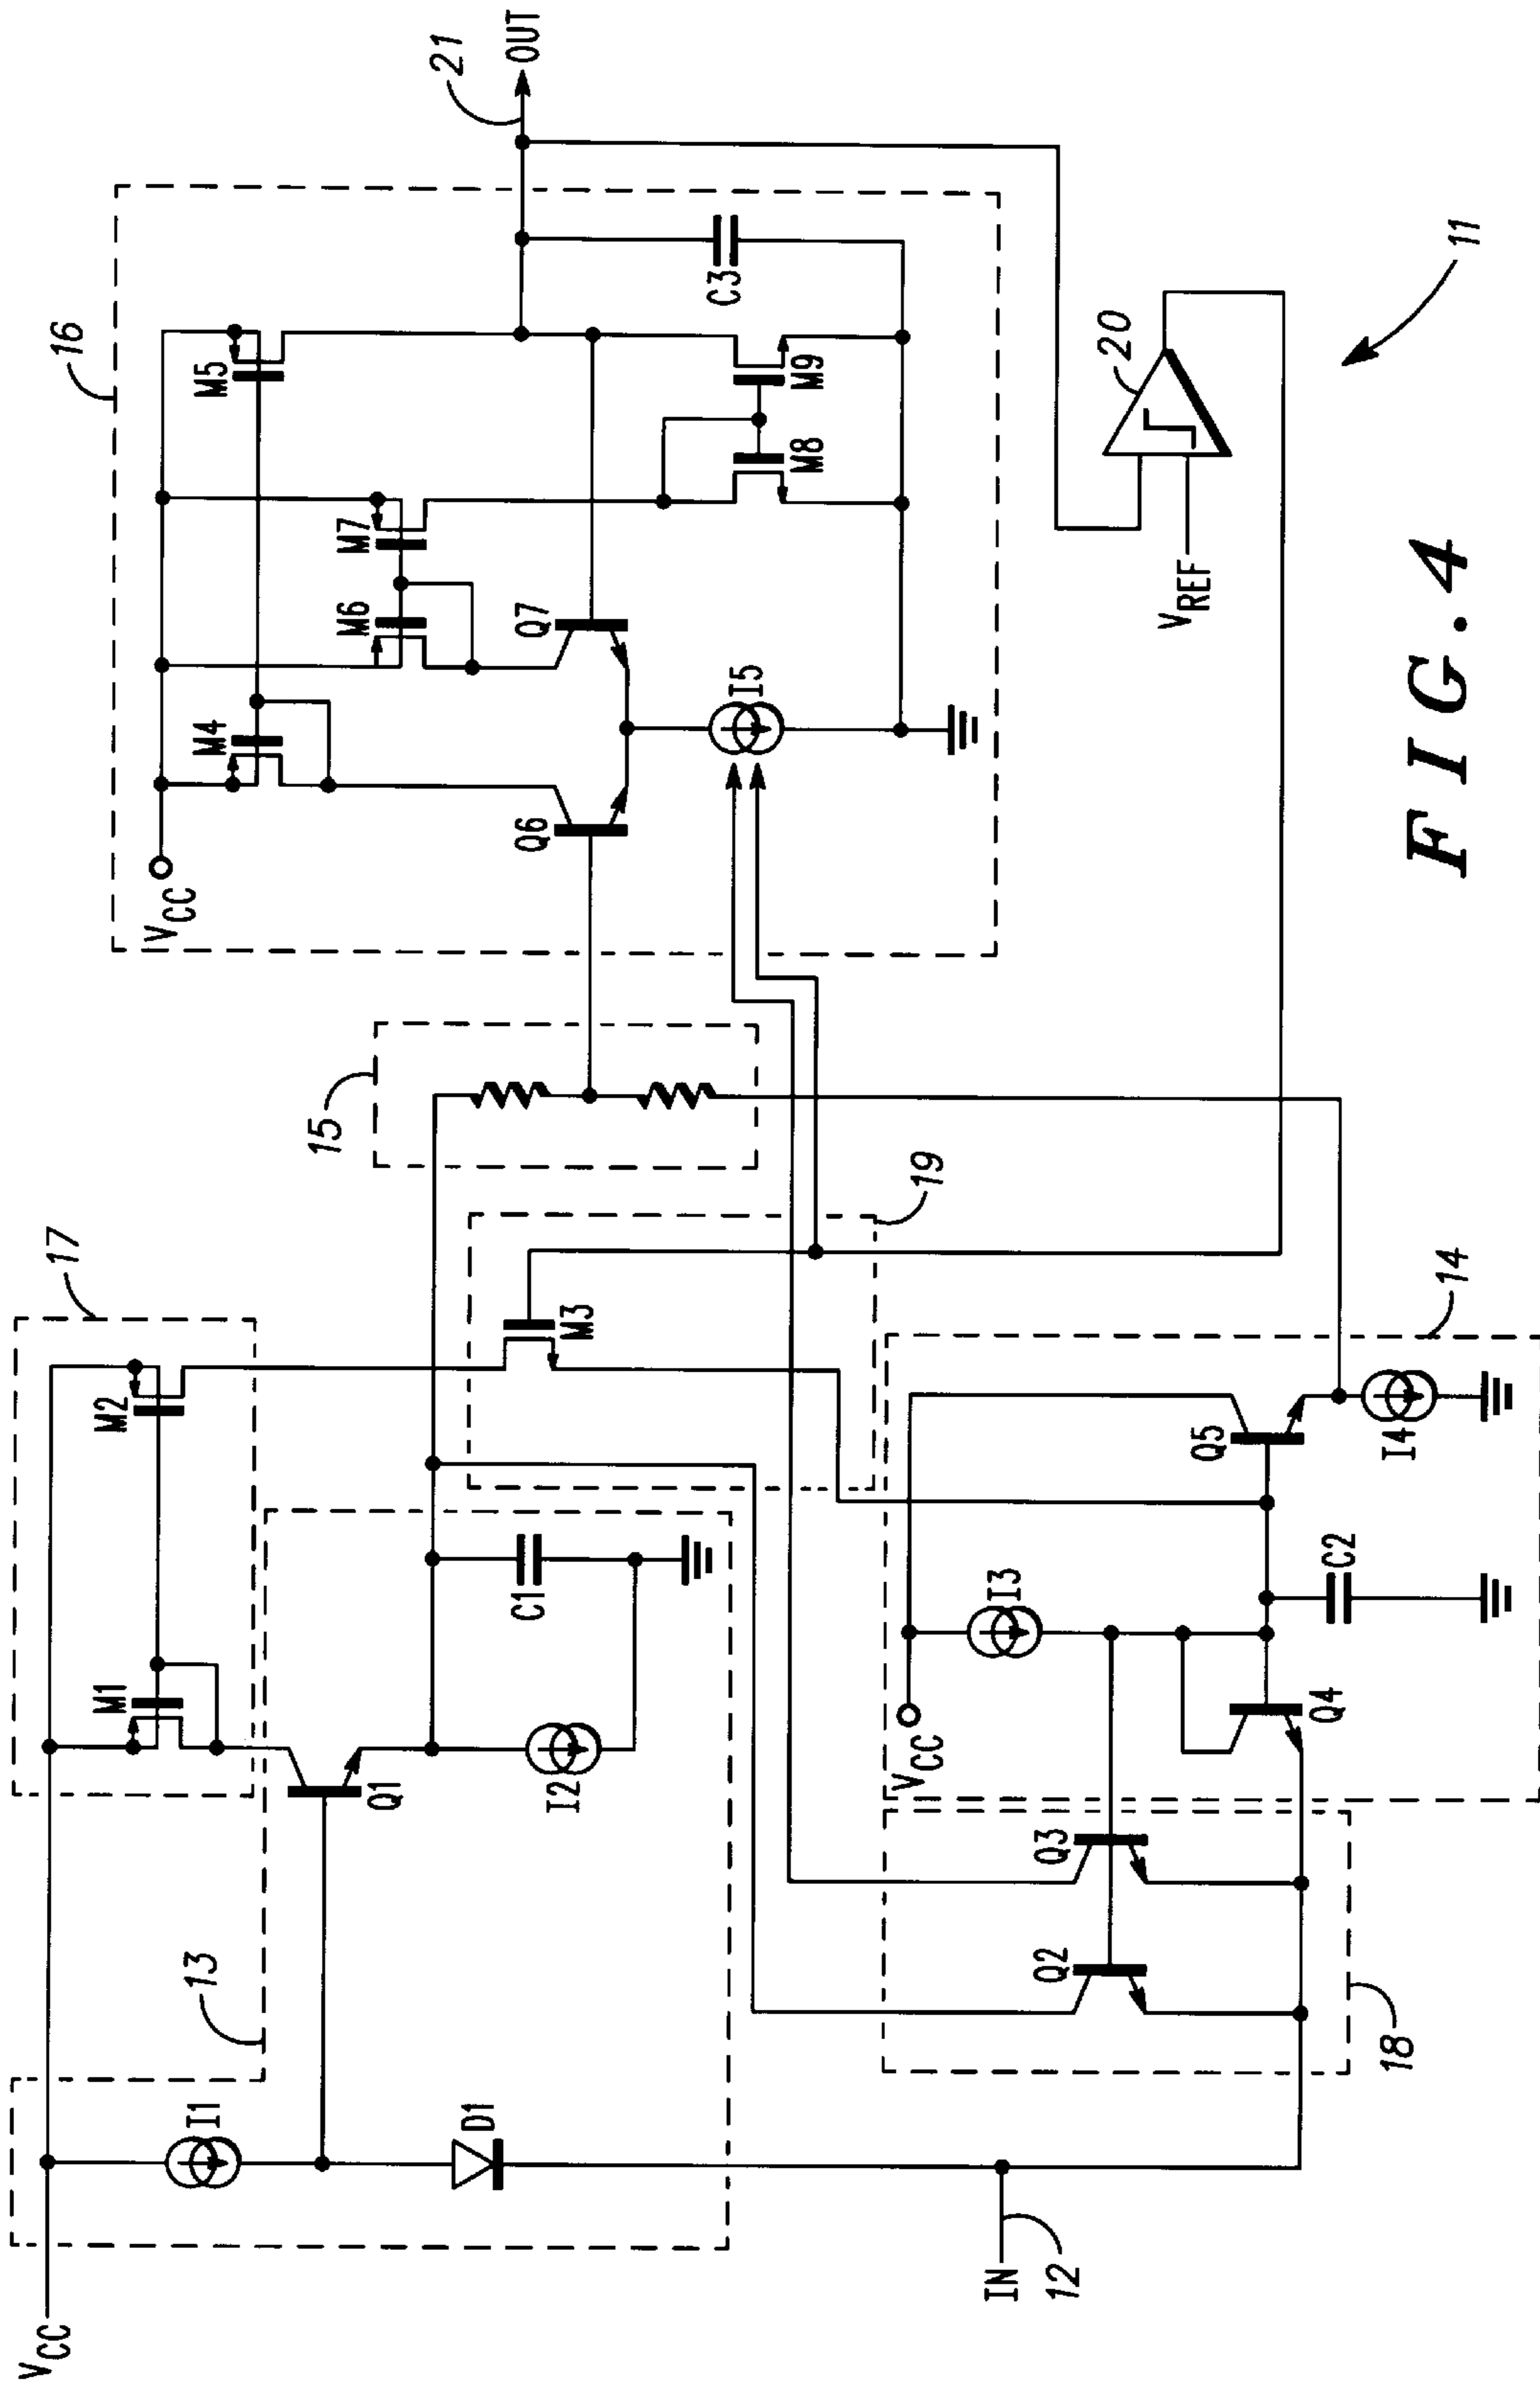 VCC
I1
D1
IN
12
13
M1
M2
17
Q1
I2
C1
M3
19
15
VCC
M4
M5
M6
M7
Q6
Q7
I5
M8
M9
C3
16
21
OUT
VCC
I3
Q2
Q3
Q4
C2
Q5
I4
18
14
VREF
20
11
FIG. 4